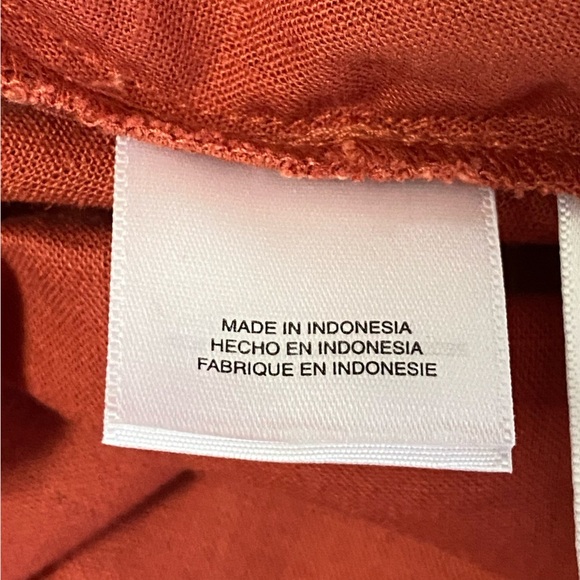 MADE IN INDONESIA
HECHO EN INDONESIA
FABRIQUE EN INDONESIE